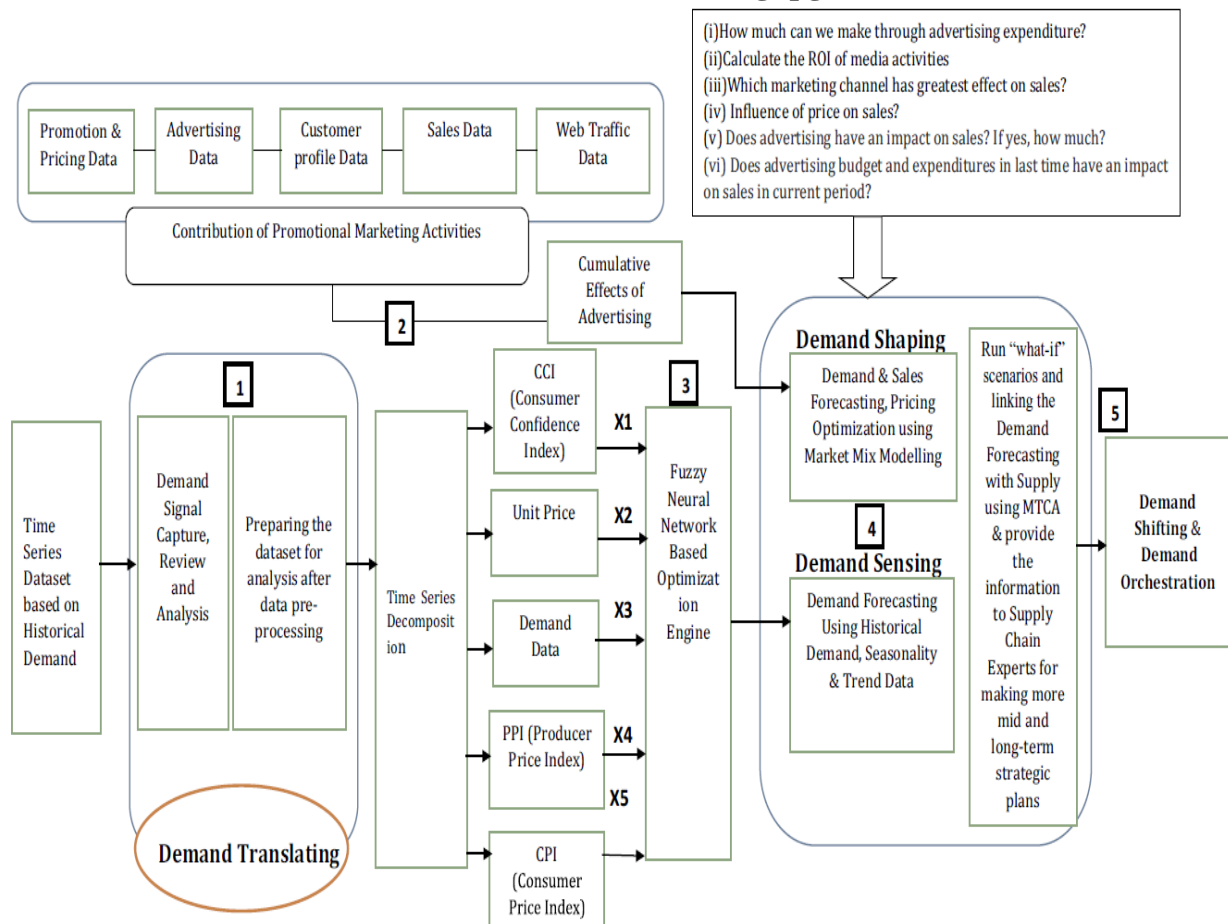 (i)How much can we make through advertising expenditure?
(ii)Calculate the ROI of media activities
(iii)Which marketing channel has greatest effect on sales?
(iv) Influence of price on sales?
(v) Does advertising have an impact on sales? If yes, how much?
(vi) Does advertising budget and expenditures in last time have an impact
on sales in current period?
Promotion &
Pricing Data
Advertising
Data
Customer
profile Data
Sales Data
Web Traffic
Data
Contribution of Promotional Marketing Activities
2
Cumulative
Effects of
Advertising
1
Time
Series
Dataset
based on
Historical
Demand
Demand
Signal
Capture,
Review
and
Analysis
Preparing the
dataset for
analysis after
data pre-
processing
Demand Translating
Time Series
Decomposit
ion
CCI
(Consumer
Confidence
Index)
X1
Unit Price
X2
Demand
Data
X3
PPI (Producer
Price Index)
X4
X5
CPI
(Consumer
Price Index)
3
Fuzzy
Neural
Network
Based
Optimizat
ion
Engine
Demand Shaping
Demand & Sales
Forecasting, Pricing
Optimization using
Market Mix Modelling
4
Demand Sensing
Demand Forecasting
Using Historical
Demand, Seasonality
& Trend Data
Run “what-if”
scenarios and
linking the
Demand
Forecasting
with Supply
using MTCA
& provide
the
information
to Supply
Chain
Experts for
making more
mid and
long-term
strategic
plans
5
Demand
Shifting &
Demand
Orchestration